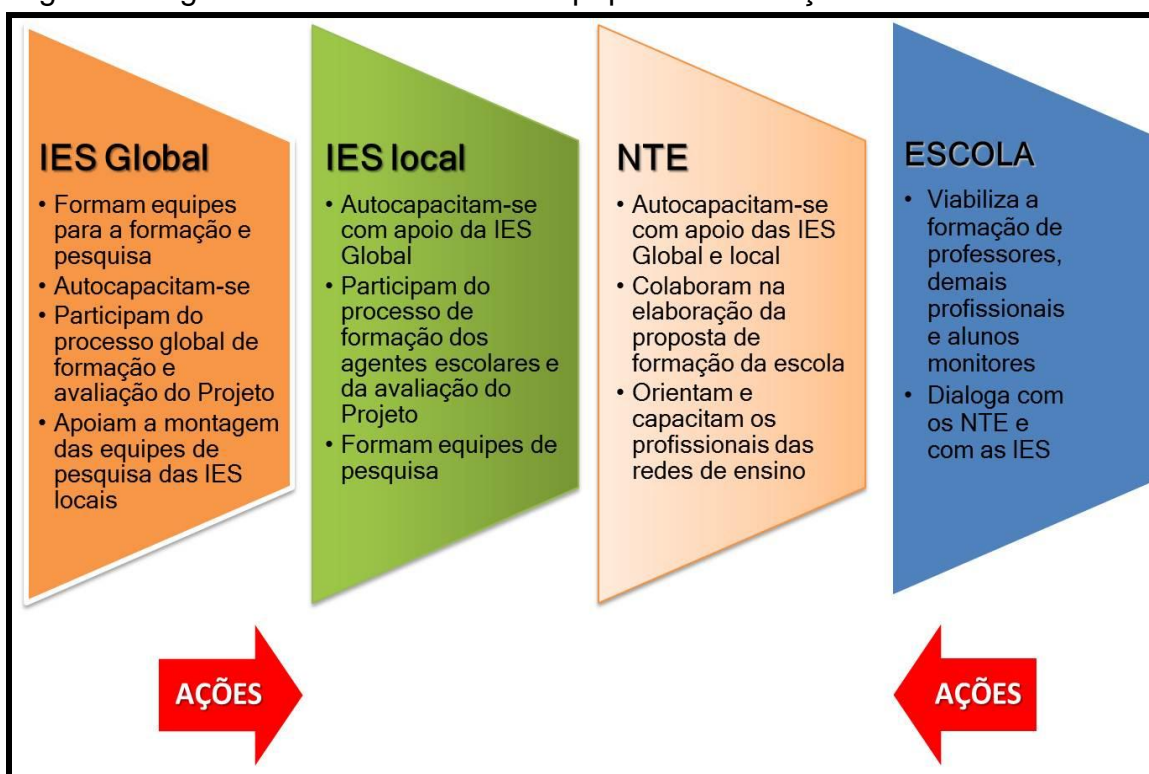 IES Global
• Formam equipes
para a formação e
pesquisa
• Autocapacitam-se
• Participam do
processo global de
formação e
avaliação do Projeto
• Apoiam a montagem
das equipes de
pesquisa das IES
locais
IES local
• Autocapacitam-se
com apoio da IES
Global
• Participam do
processo de
formação dos
agentes escolares e
da avaliação do
Projeto
• Formam equipes de
pesquisa
NTE
• Autocapacitam-se
com apoio das IES
Global e local
• Colaboram na
elaboração da
proposta de
formação da escola
• Orientam e
capacitam os
profissionais das
redes de ensino
ESCOLA
• Viabiliza a
formação de
professores,
demais
profissionais
e alunos
monitores
• Dialoga com
os NTE e
com as IES
AÇÕES
AÇÕES